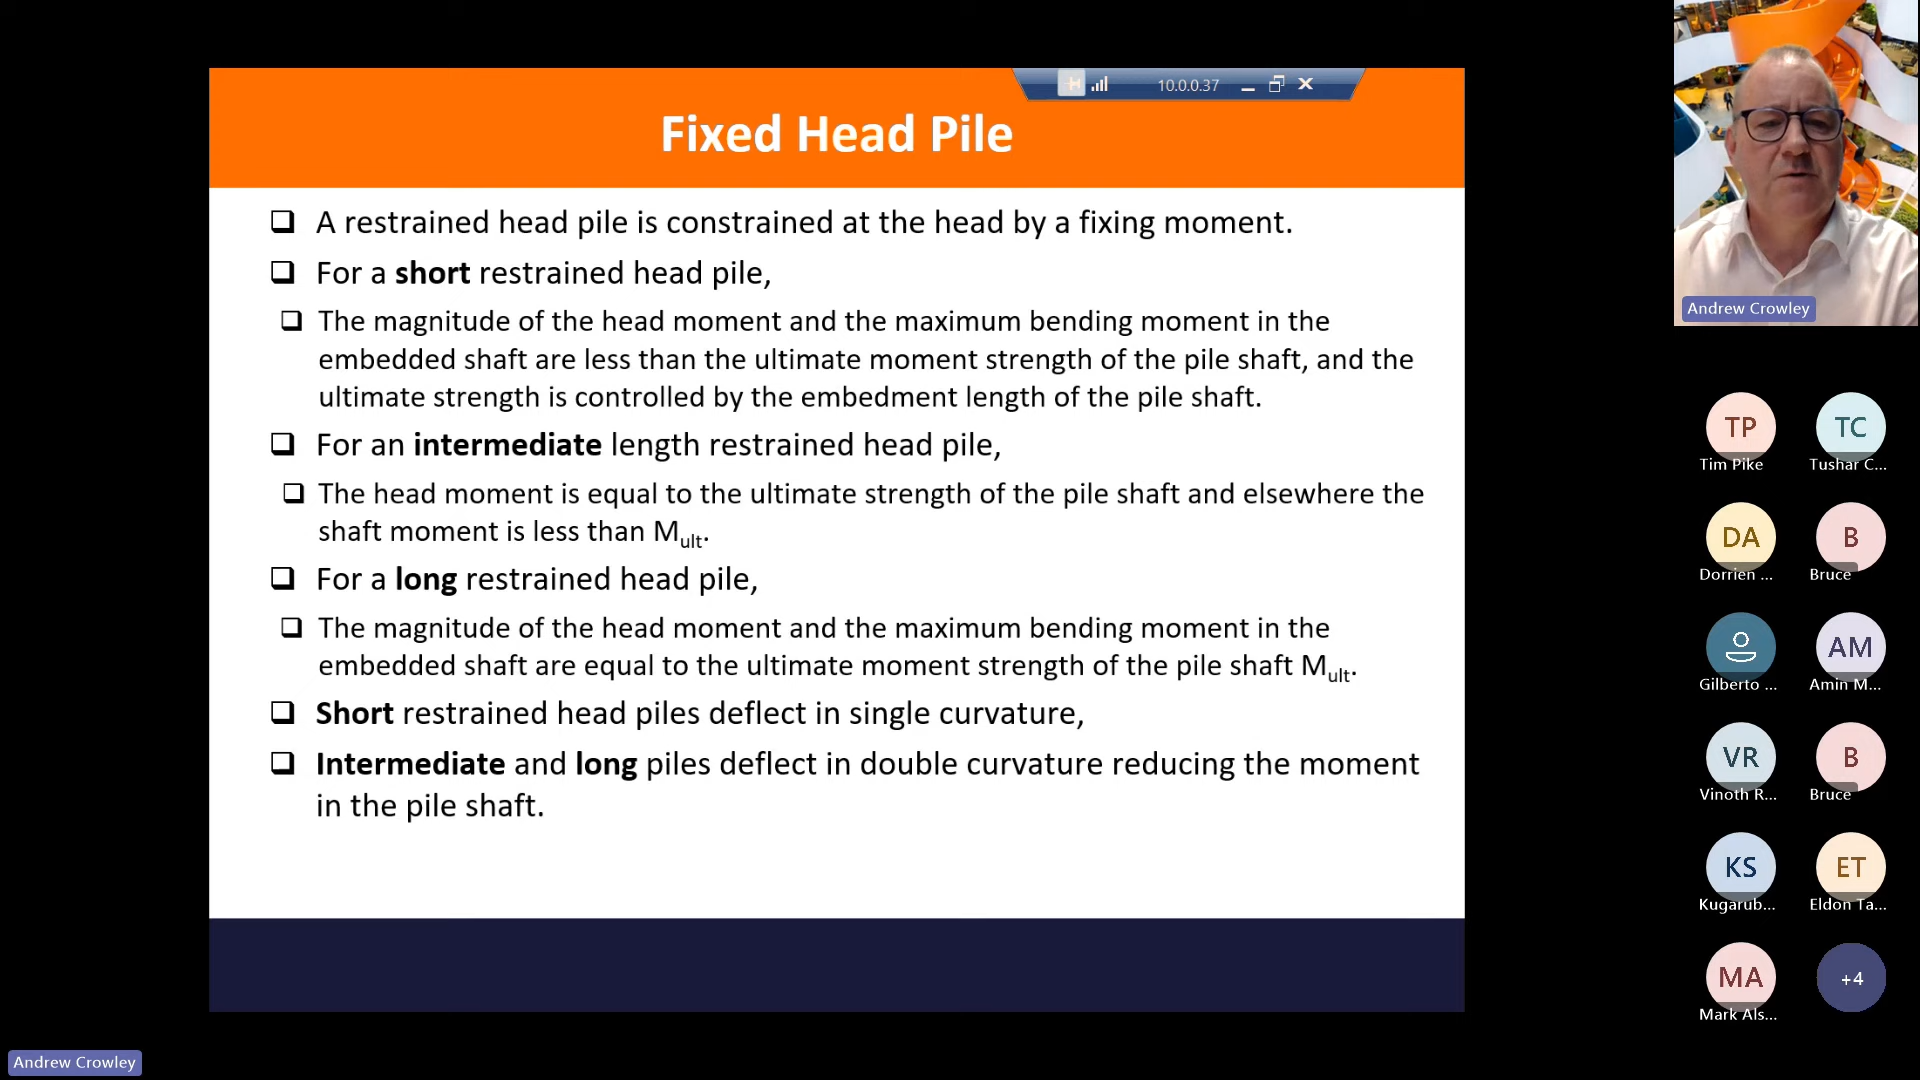 10.0.0.37
Fixed Head Pile
A restrained head pile is constrained at the head by a fixing moment.
For a short restrained head pile,
The magnitude of the head moment and the maximum bending moment in the
embedded shaft are less than the ultimate moment strength of the pile shaft, and the
ultimate strength is controlled by the embedment length of the pile shaft.
For an intermediate length restrained head pile,
The head moment is equal to the ultimate strength of the pile shaft and elsewhere the
shaft moment is less than Mult.
For a long restrained head pile,
The magnitude of the head moment and the maximum bending moment in the
embedded shaft are equal to the ultimate moment strength of the pile shaft Mult.
Short restrained head piles deflect in single curvature,
Intermediate and long piles deflect in double curvature reducing the moment
in the pile shaft.
Andrew Crowley
TP
Tim Pike
TC
Tushar C...
DA
Dorrien ...
B
Bruce
Gilberto ...
AM
Amin M...
VR
Vinoth R...
B
Bruce
KS
Kugarub...
ET
Eldon Ta...
MA
Mark Als...
+4
Andrew Crowley